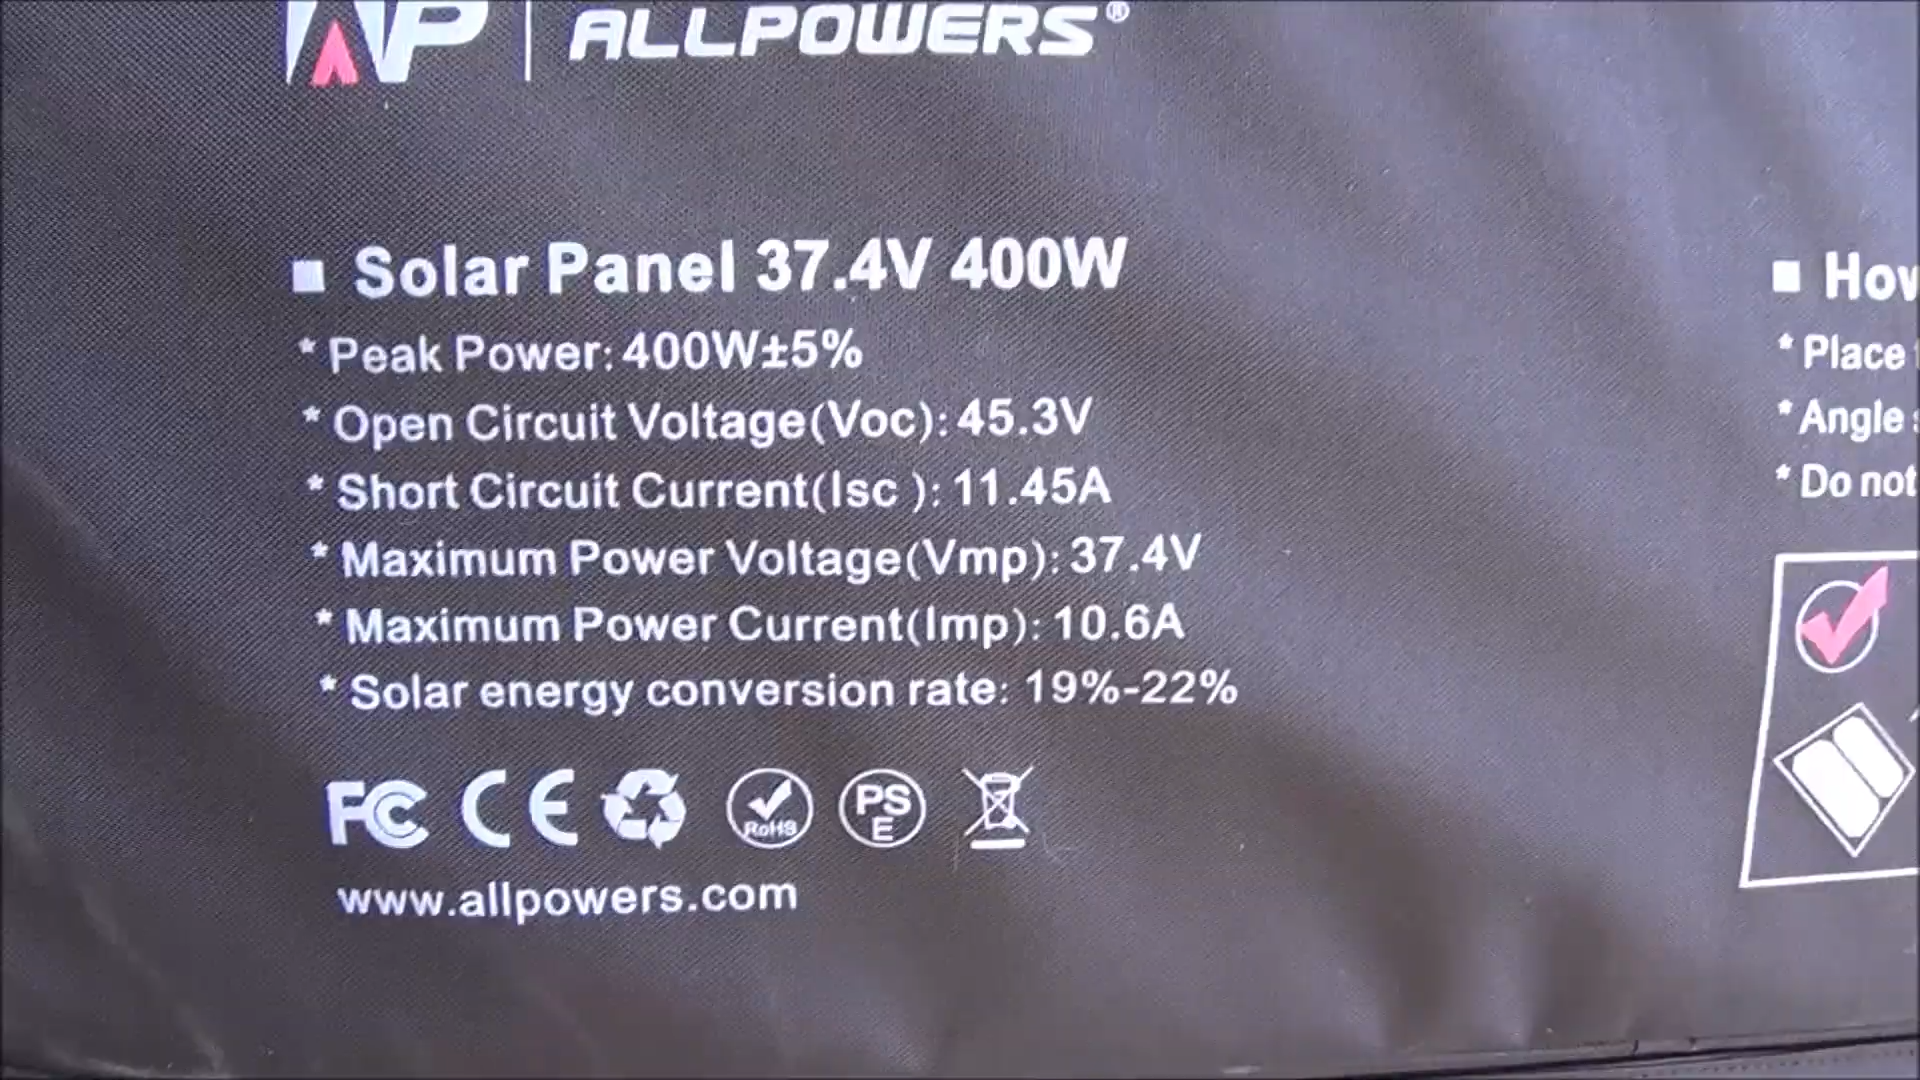 AP | ALLPOWERS®
■ Solar Panel 37.4V 400W
* Peak Power: 400W±5%
* Open Circuit Voltage(Voc): 45.3V
* Short Circuit Current(Isc ): 11.45A
* Maximum Power Voltage(Vmp): 37.4V
* Maximum Power Current(Imp): 10.6A
* Solar energy conversion rate: 19%-22%
FC CE RoHS PSE
www.allpowers.com
■ How
* Place
* Angle
* Do not